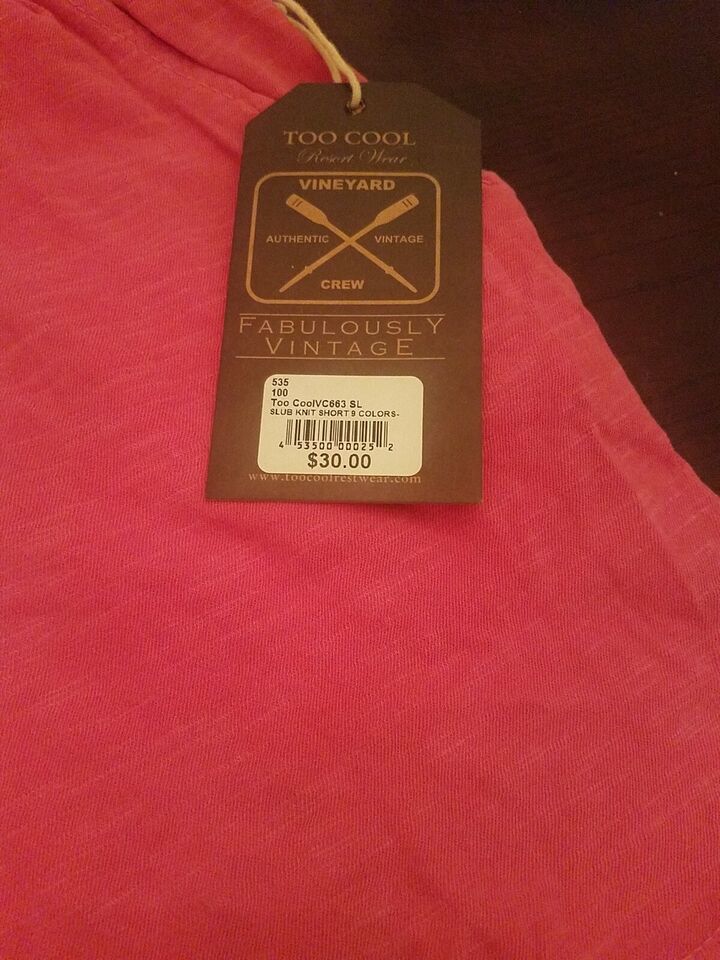 TOO COOL
Resort Wear
VINEYARD
AUTHENTIC VINTAGE
CREW
FABULOUSLY
VINTAGE
535
100
Too CoolVC663 SL
SLUB KNIT SHORT 9 COLORS-
4 53500 00025 2
$30.00
www.toocoolrestwear.com